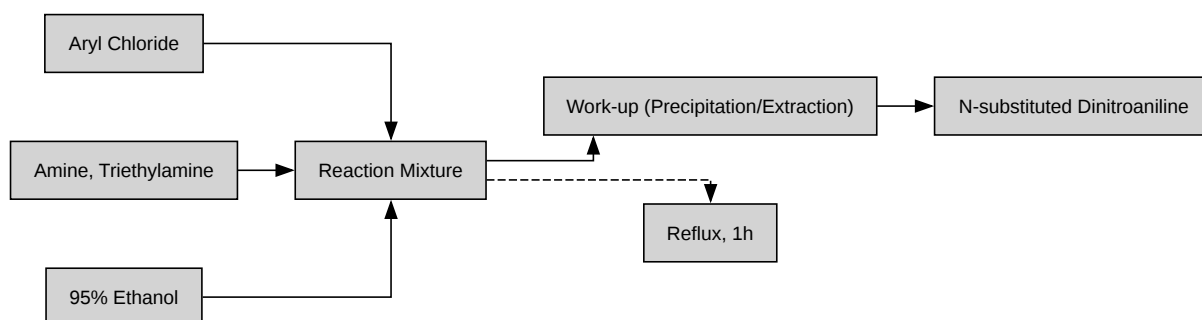 Aryl Chloride
Work-up (Precipitation/Extraction)
N-substituted Dinitroaniline
Amine, Triethylamine
Reaction Mixture
Reflux, 1h
95% Ethanol